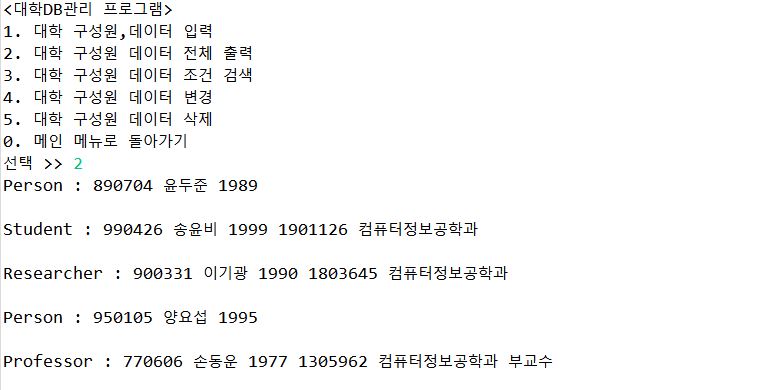 <대학DB관리 프로그램>
1. 대학 구성원,데이터 입력
2. 대학 구성원 데이터 전체 출력
3. 대학 구성원 데이터 조건 검색
4. 대학 구성원 데이터 변경
5. 대학 구성원 데이터 삭제
0. 메인 메뉴로 돌아가기
선택 >> 2
Person : 890704 윤두준 1989
Student : 990426 송윤비 1999 1901126 컴퓨터정보공학과
Researcher : 900331 이기광 1990 1803645 컴퓨터정보공학과
Person : 950105 양요섭 1995
Professor : 770606 손동운 1977 1305962 컴퓨터정보공학과 부교수